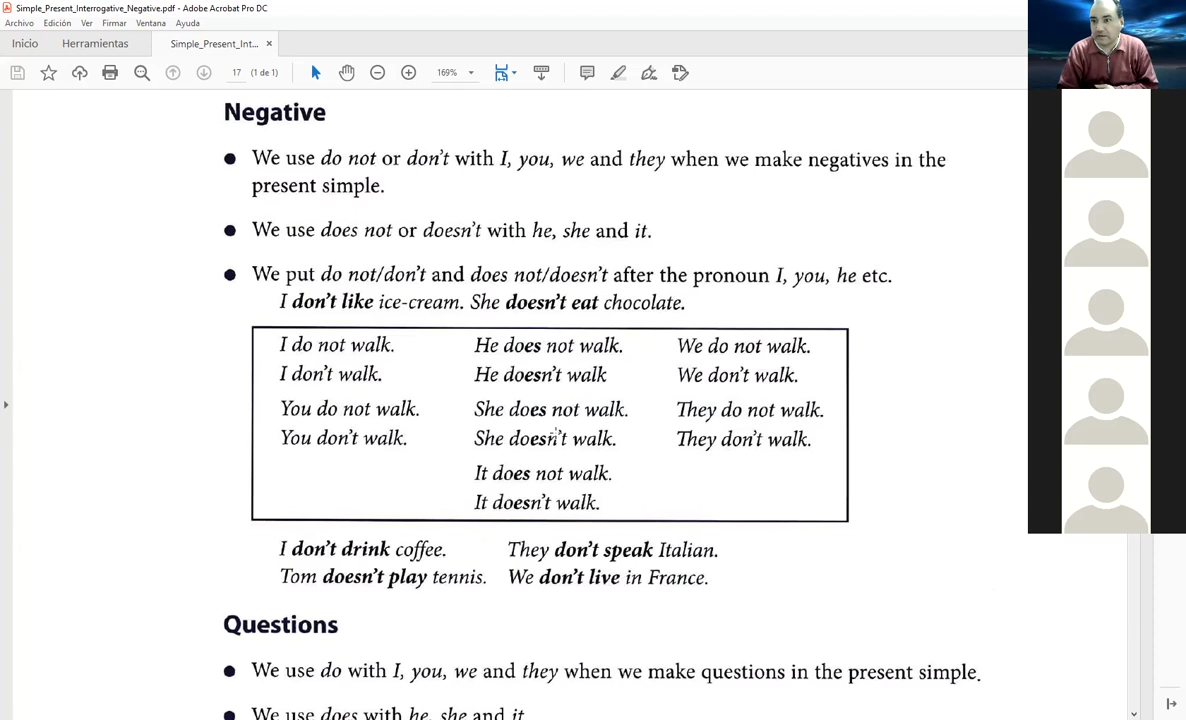 Simple_Present_Interrogative_Negative.pdf - Adobe Acrobat Pro DC
Archivo Edición Ver Firmar Ventana Ayuda
Inicio Herramientas Simple_Present_Int... ×
17 (1 de 1) 169%
Negative
● We use do not or don't with I, you, we and they when we make negatives in the
present simple.
● We use does not or doesn't with he, she and it.
● We put do not/don't and does not/doesn't after the pronoun I, you, he etc.
I don't like ice-cream. She doesn't eat chocolate.
I do not walk. He does not walk. We do not walk.
I don't walk. He doesn't walk We don't walk.
You do not walk. She does not walk. They do not walk.
You don't walk. She doesn't walk. They don't walk.
It does not walk.
It doesn't walk.
I don't drink coffee. They don't speak Italian.
Tom doesn't play tennis. We don't live in France.
Questions
● We use do with I, you, we and they when we make questions in the present simple.
● We use does with he, she and it.